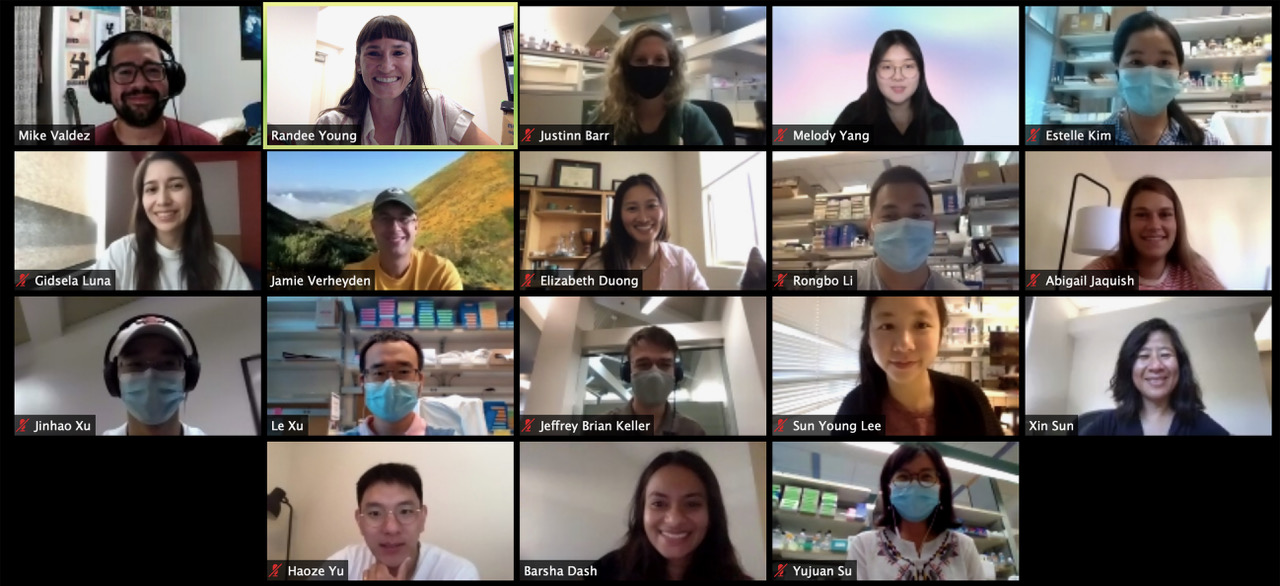 Mike Valdez
Randee Young
Justinn Barr
Melody Yang
Estelle Kim
Gidsela Luna
Jamie Verheyden
Elizabeth Duong
Rongbo Li
Abigail Jaquish
Jinhao Xu
Le Xu
Jeffrey Brian Keller
Sun Young Lee
Xin Sun
Haoze Yu
Barsha Dash
Yujuan Su